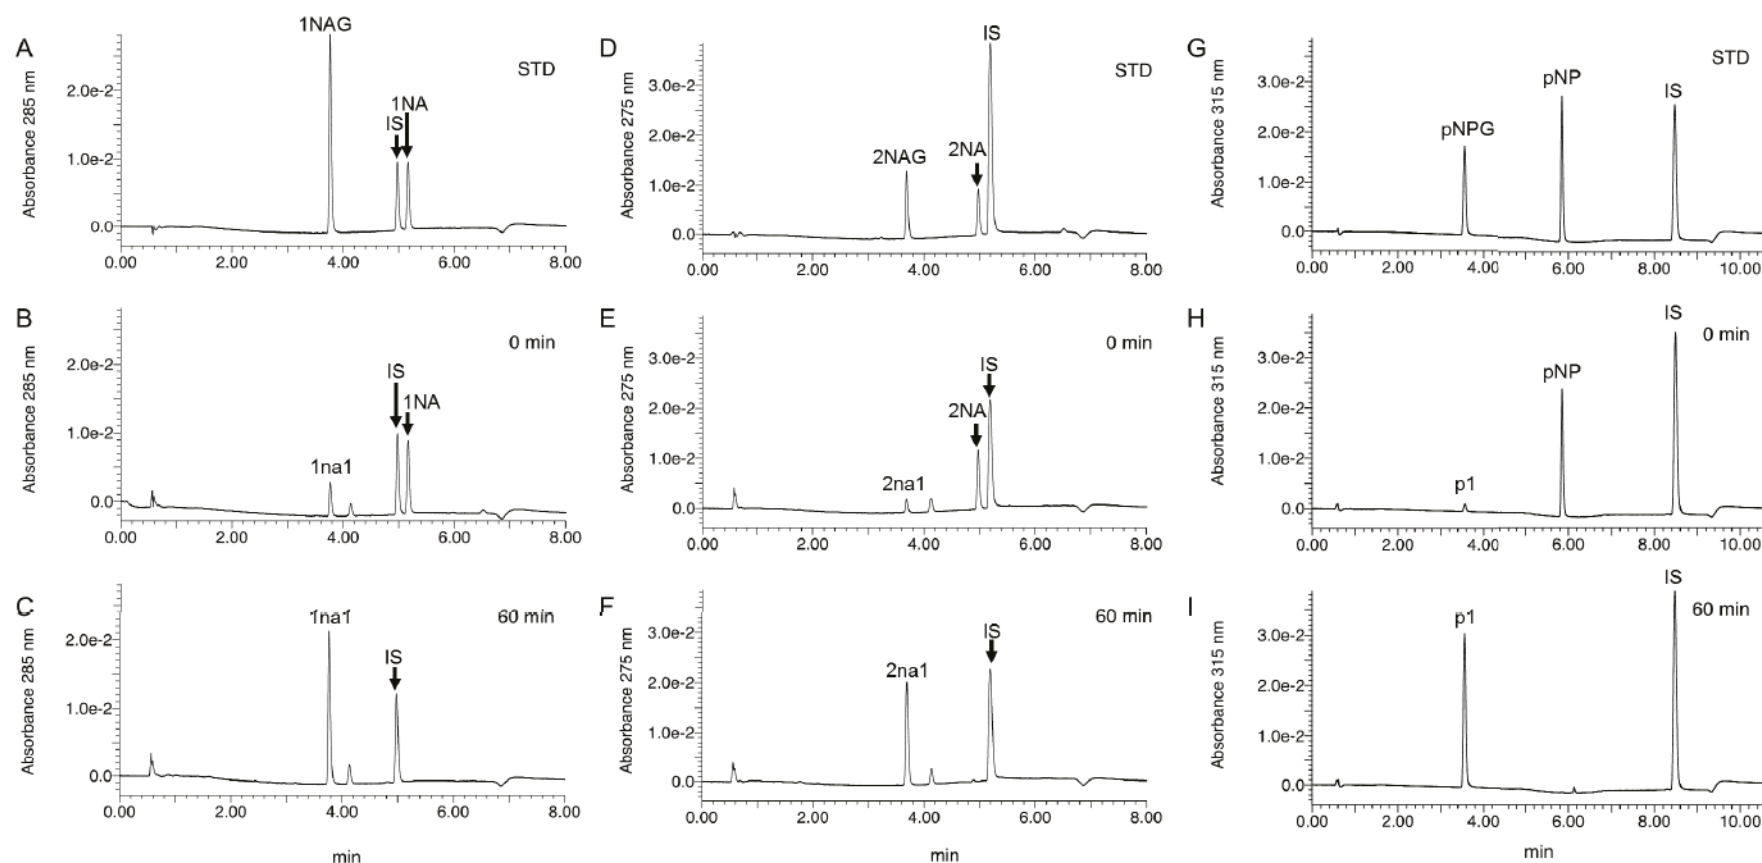 A
Absorbance 285 nm
2.0e-2
1.0e-2
0.0
1NAG
IS
1NA
STD
0.00 2.00 4.00 6.00 8.00
D
Absorbance 275 nm
3.0e-2
2.0e-2
1.0e-2
0.0
2NAG
2NA
IS
STD
0.00 2.00 4.00 6.00 8.00
G
Absorbance 315 nm
3.0e-2
2.0e-2
1.0e-2
0.0
pNPG
pNP
IS
STD
0.00 2.00 4.00 6.00 8.00 10.00
B
Absorbance 285 nm
2.0e-2
1.0e-2
0.0
1na1
IS
1NA
0 min
0.00 2.00 4.00 6.00 8.00
E
Absorbance 275 nm
3.0e-2
2.0e-2
1.0e-2
0.0
2na1
2NA
IS
0 min
0.00 2.00 4.00 6.00 8.00
H
Absorbance 315 nm
3.0e-2
2.0e-2
1.0e-2
0.0
p1
pNP
IS
0 min
0.00 2.00 4.00 6.00 8.00 10.00
C
Absorbance 285 nm
2.0e-2
1.0e-2
0.0
1na1
IS
60 min
0.00 2.00 4.00 6.00 8.00
min
F
Absorbance 275 nm
3.0e-2
2.0e-2
1.0e-2
0.0
2na1
IS
60 min
0.00 2.00 4.00 6.00 8.00
min
I
Absorbance 315 nm
3.0e-2
2.0e-2
1.0e-2
0.0
p1
IS
60 min
0.00 2.00 4.00 6.00 8.00 10.00
min